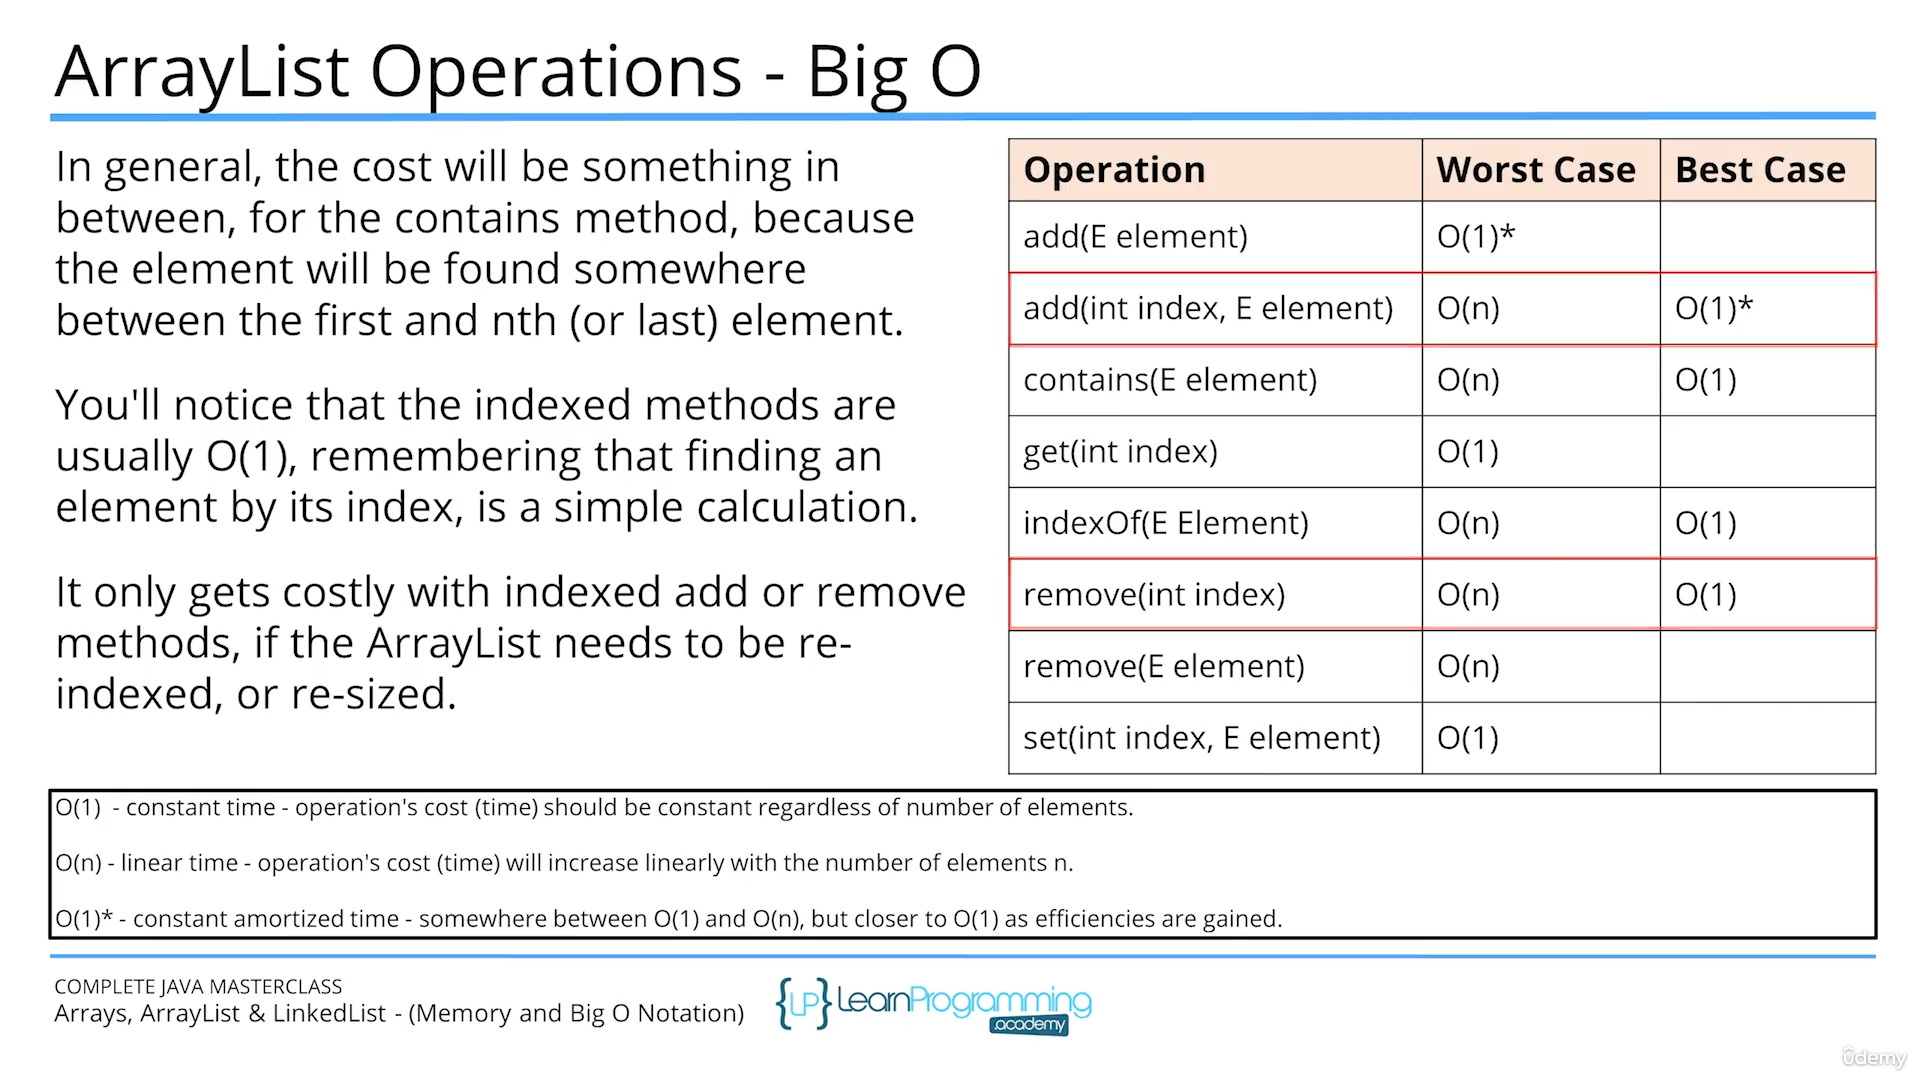 ArrayList Operations - Big O
In general, the cost will be something in
between, for the contains method, because
the element will be found somewhere
between the first and nth (or last) element.
You'll notice that the indexed methods are
usually O(1), remembering that finding an
element by its index, is a simple calculation.
It only gets costly with indexed add or remove
methods, if the ArrayList needs to be re-
indexed, or re-sized.
Operation Worst Case Best Case
add(E element) O(1)*
add(int index, E element) O(n) O(1)*
contains(E element) O(n) O(1)
get(int index) O(1)
indexOf(E Element) O(n) O(1)
remove(int index) O(n) O(1)
remove(E element) O(n)
set(int index, E element) O(1)
O(1)  - constant time - operation's cost (time) should be constant regardless of number of elements.
O(n) - linear time - operation's cost (time) will increase linearly with the number of elements n.
O(1)* - constant amortized time - somewhere between O(1) and O(n), but closer to O(1) as efficiencies are gained.
COMPLETE JAVA MASTERCLASS
Arrays, ArrayList & LinkedList - (Memory and Big O Notation)
{LP} LearnProgramming
.academy
ûdemy